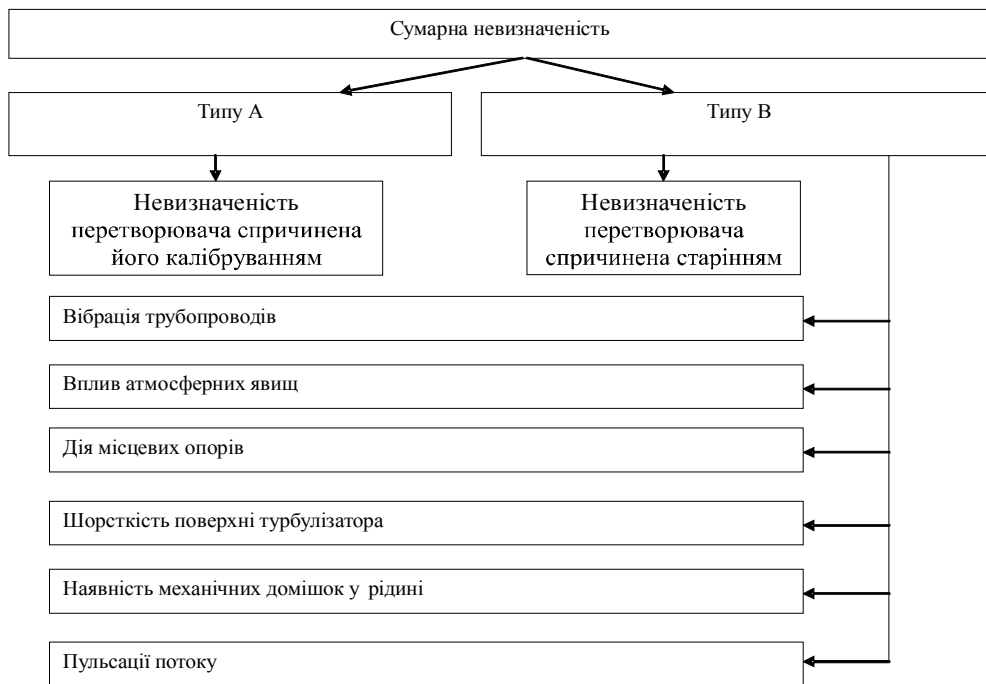 Сумарна невизначеність
Типу А
Типу В
Невизначеність
перетворювача спричинена
його калібруванням
Невизначеність
перетворювача
спричинена старінням
Вібрація трубопроводів
Вплив атмосферних явищ
Дія місцевих опорів
Шорсткість поверхні турбулізатора
Наявність механічних домішок у рідині
Пульсації потоку